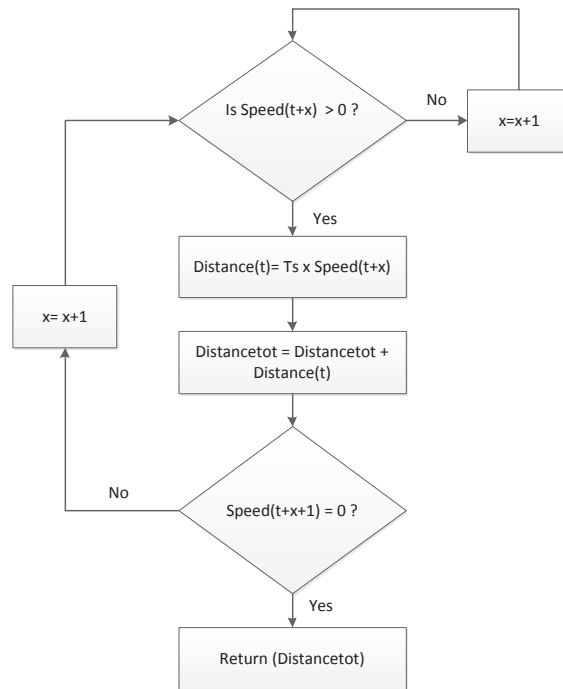 Is Speed(t+x) > 0 ?
No
x=x+1
Yes
Distance(t)= Ts x Speed(t+x)
x= x+1
Distancetot = Distancetot +
Distance(t)
No
Speed(t+x+1) = 0 ?
Yes
Return (Distancetot)